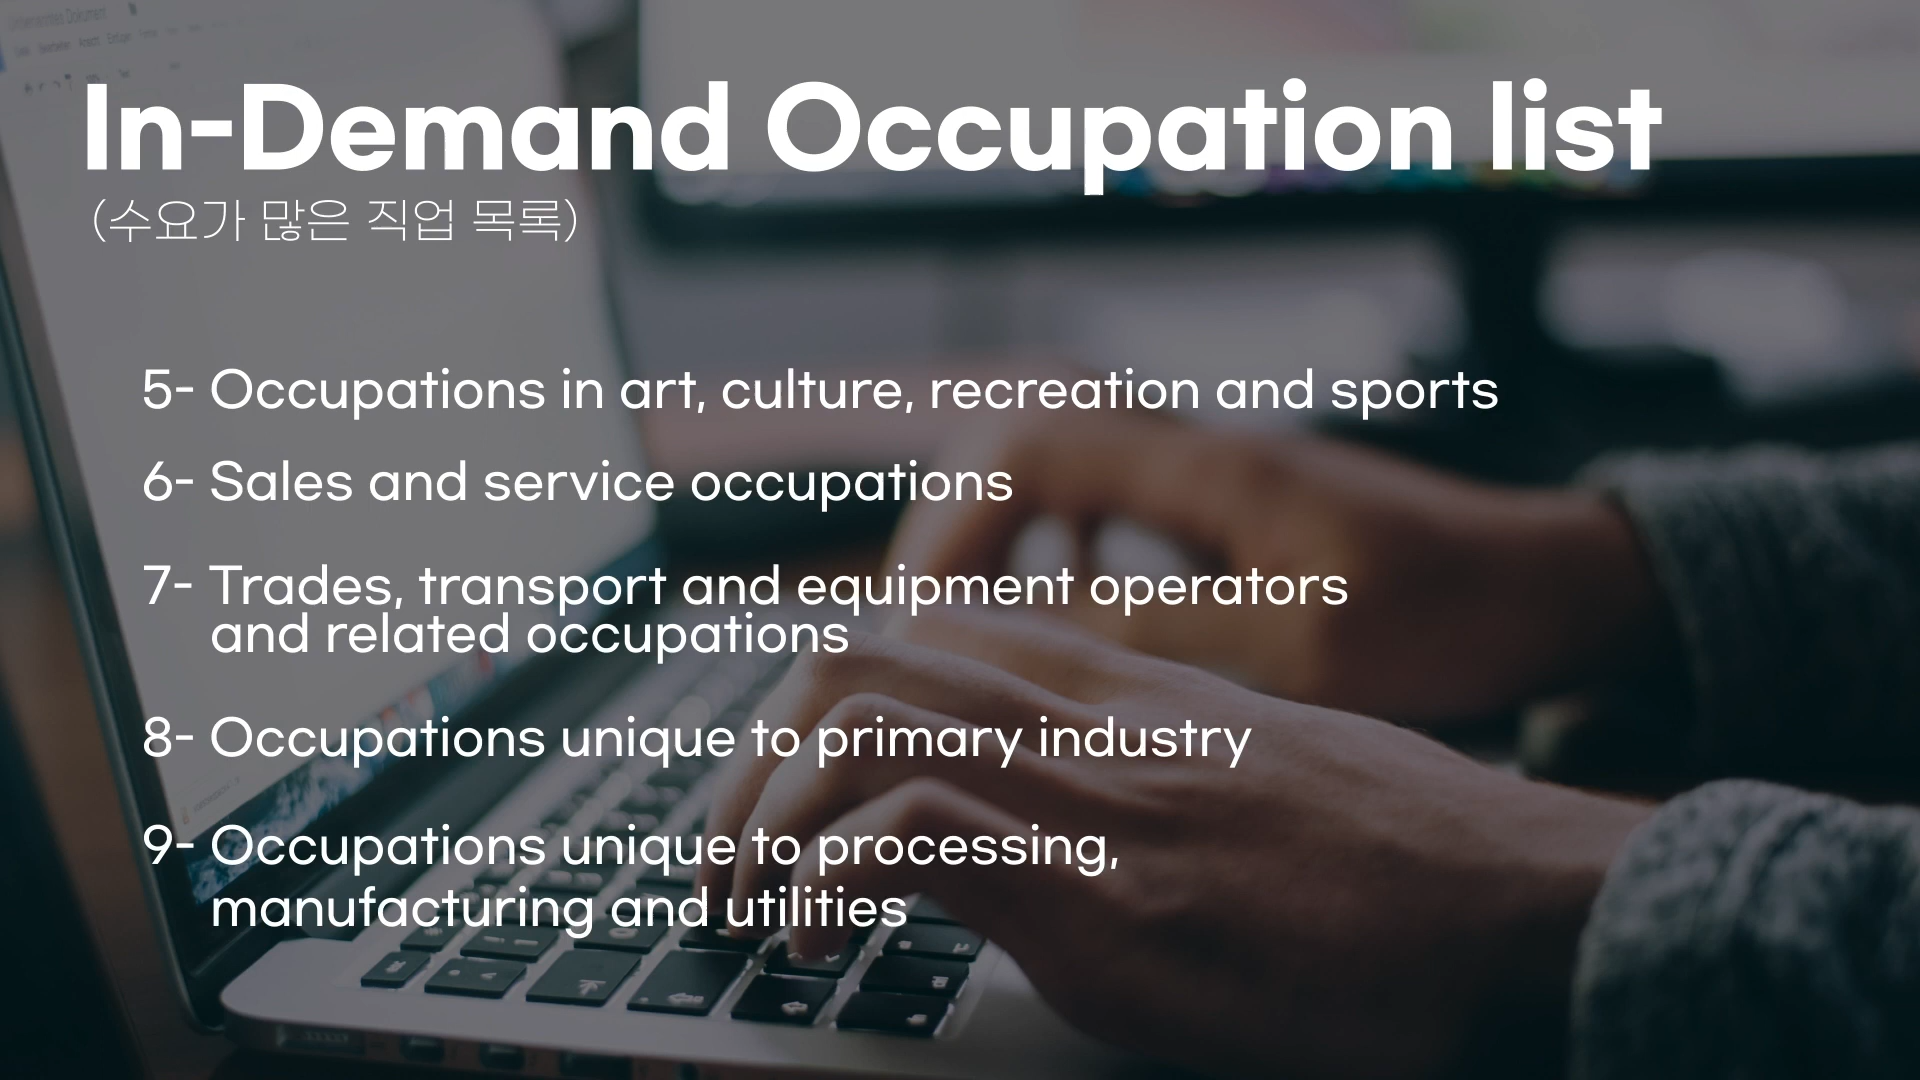 In-Demand Occupation list
(수요가 많은 직업 목록)
5- Occupations in art, culture, recreation and sports
6- Sales and service occupations
7- Trades, transport and equipment operators
and related occupations
8- Occupations unique to primary industry
9- Occupations unique to processing,
manufacturing and utilities